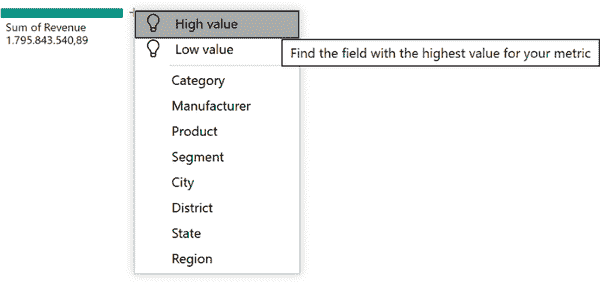 Sum of Revenue
1.795.843.540,89
High value
Low value
Find the field with the highest value for your metric
Category
Manufacturer
Product
Segment
City
District
State
Region